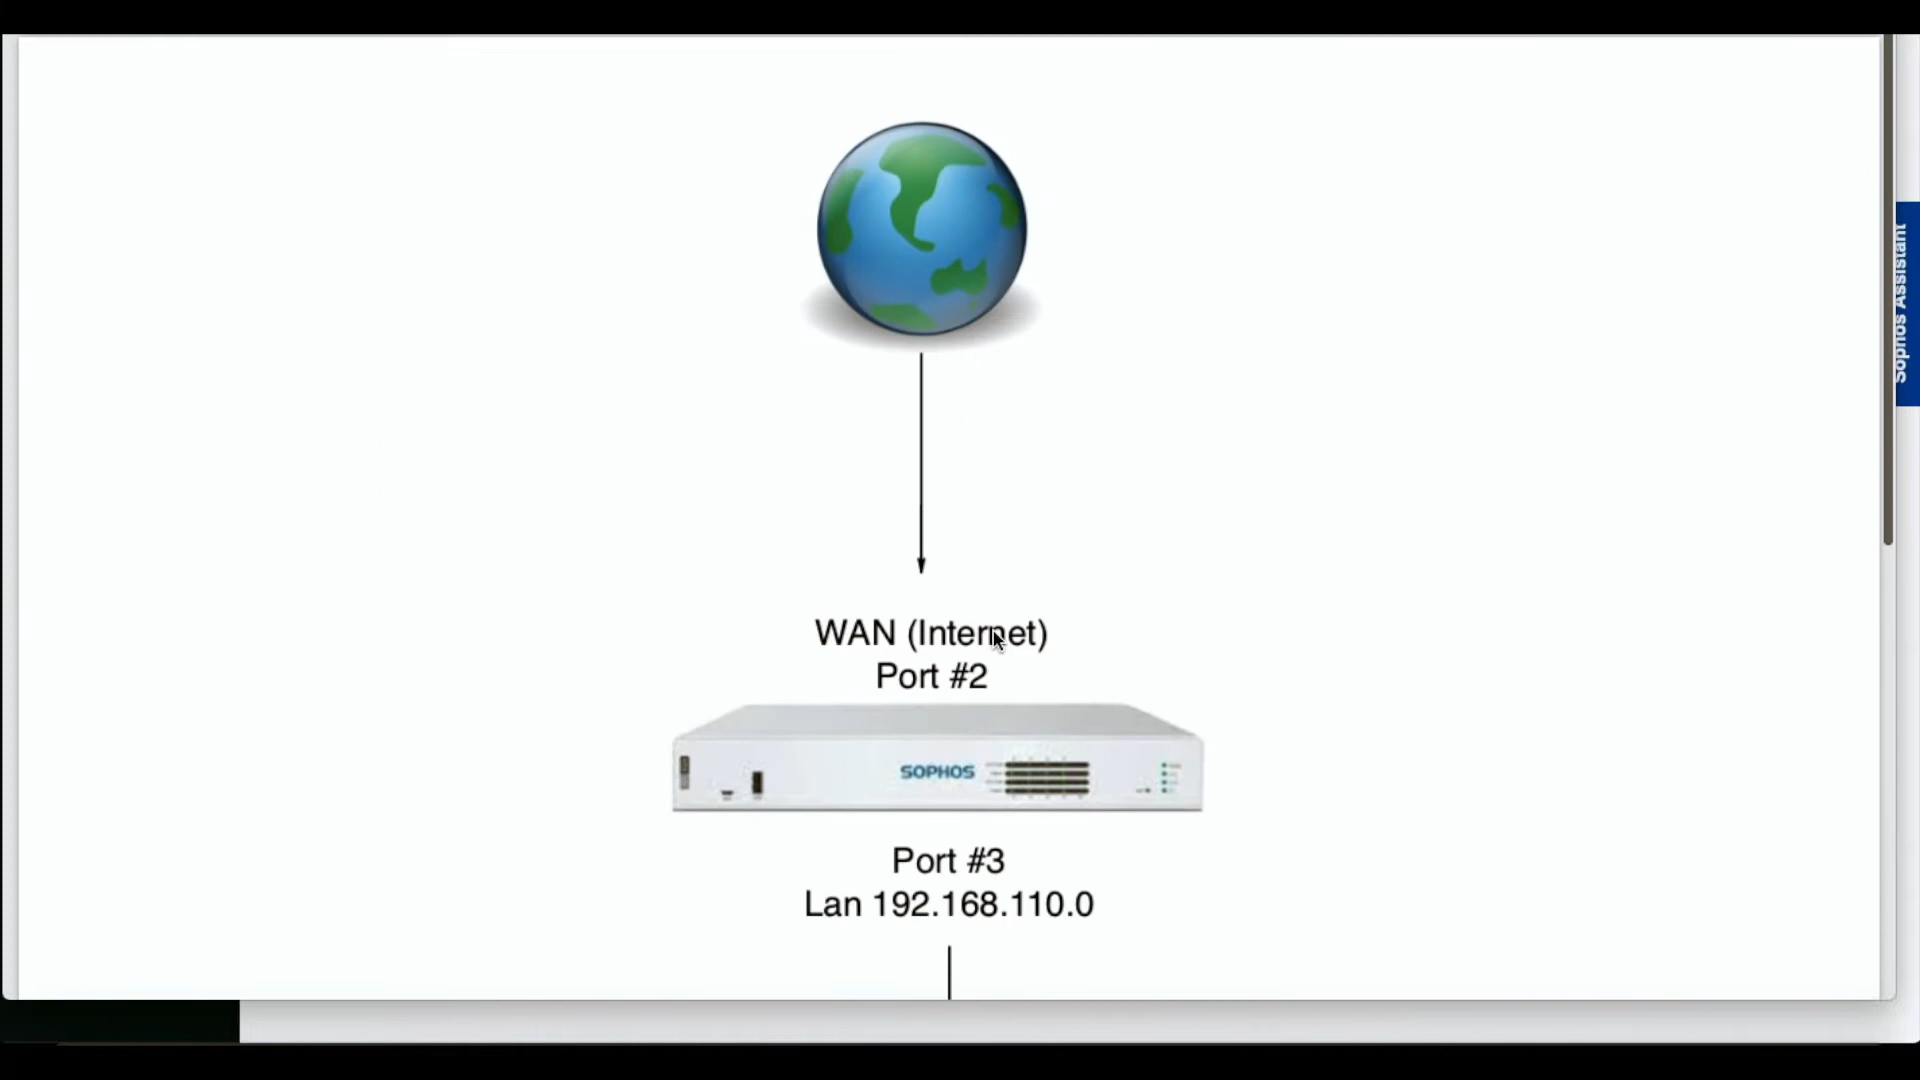 Sophos Assistant
WAN (Internet)
Port #2
SOPHOS
Port #3
Lan 192.168.110.0